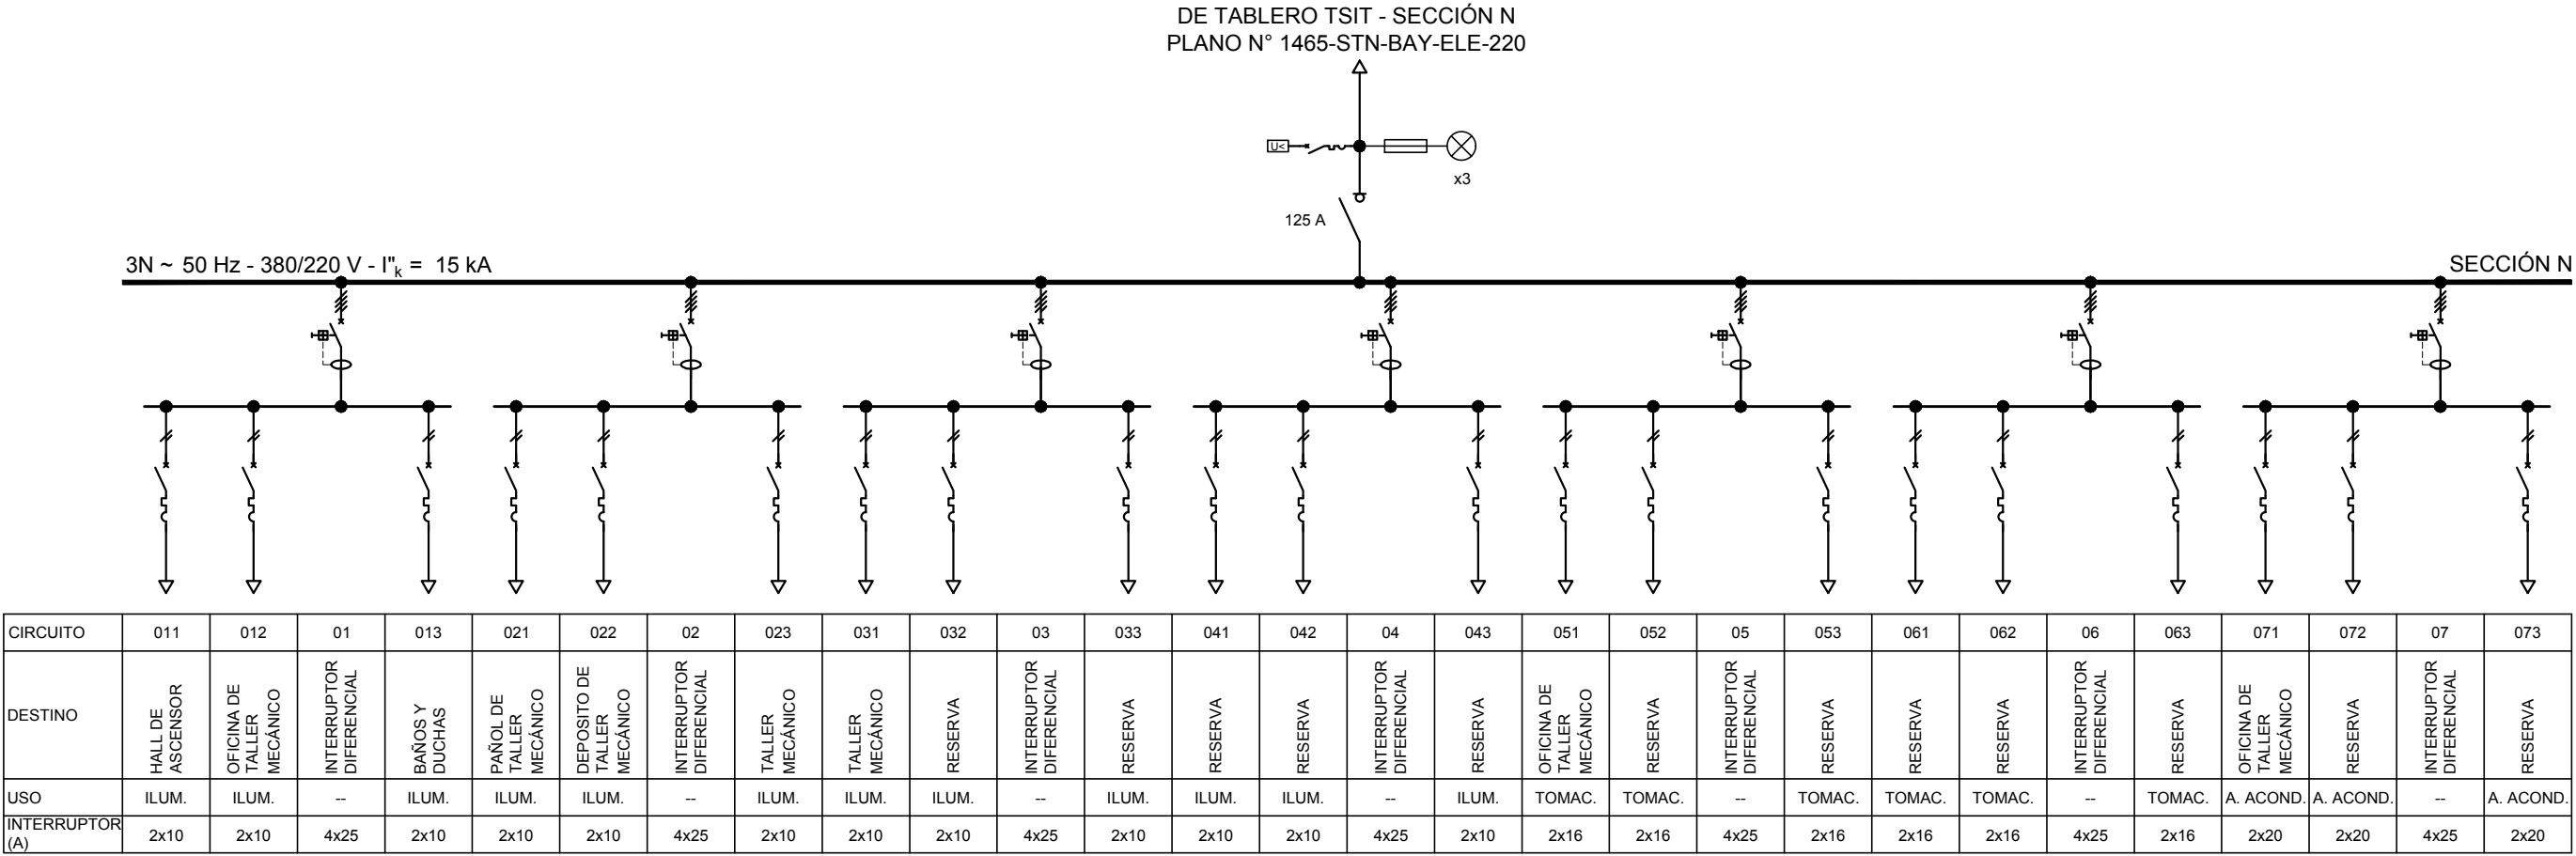 DE TABLERO TSIT - SECCIÓN N
PLANO N° 1465-STN-BAY-ELE-220
U<
x3
125 A
3N ~ 50 Hz - 380/220 V - I"k = 15 kA
SECCIÓN N
CIRCUITO 011 012 01 013 021 022 02 023 031 032 03 033 041 042 04 043 051 052 05 053 061 062 06 063 071 072 07 073
DESTINO
HALL DE
ASCENSOR
OFICINA DE
TALLER
MECÁNICO
INTERRUPTOR
DIFERENCIAL
BAÑOS Y
DUCHAS
PAÑOL DE
TALLER
MECÁNICO
DEPOSITO DE
TALLER
MECÁNICO
INTERRUPTOR
DIFERENCIAL
TALLER
MECÁNICO
TALLER
MECÁNICO
RESERVA
INTERRUPTOR
DIFERENCIAL
RESERVA
RESERVA
RESERVA
INTERRUPTOR
DIFERENCIAL
RESERVA
OFICINA DE
TALLER
MECÁNICO
RESERVA
INTERRUPTOR
DIFERENCIAL
RESERVA
RESERVA
RESERVA
INTERRUPTOR
DIFERENCIAL
RESERVA
OFICINA DE
TALLER
MECÁNICO
RESERVA
INTERRUPTOR
DIFERENCIAL
RESERVA
USO ILUM. ILUM. -- ILUM. ILUM. ILUM. -- ILUM. ILUM. ILUM. -- ILUM. ILUM. ILUM. -- ILUM. TOMAC. TOMAC. -- TOMAC. TOMAC. TOMAC. -- TOMAC. A. ACOND. A. ACOND. -- A. ACOND.
INTERRUPTOR
(A) 2x10 2x10 4x25 2x10 2x10 2x10 4x25 2x10 2x10 2x10 4x25 2x10 2x10 2x10 4x25 2x10 2x16 2x16 4x25 2x16 2x16 2x16 4x25 2x16 2x20 2x20 4x25 2x20